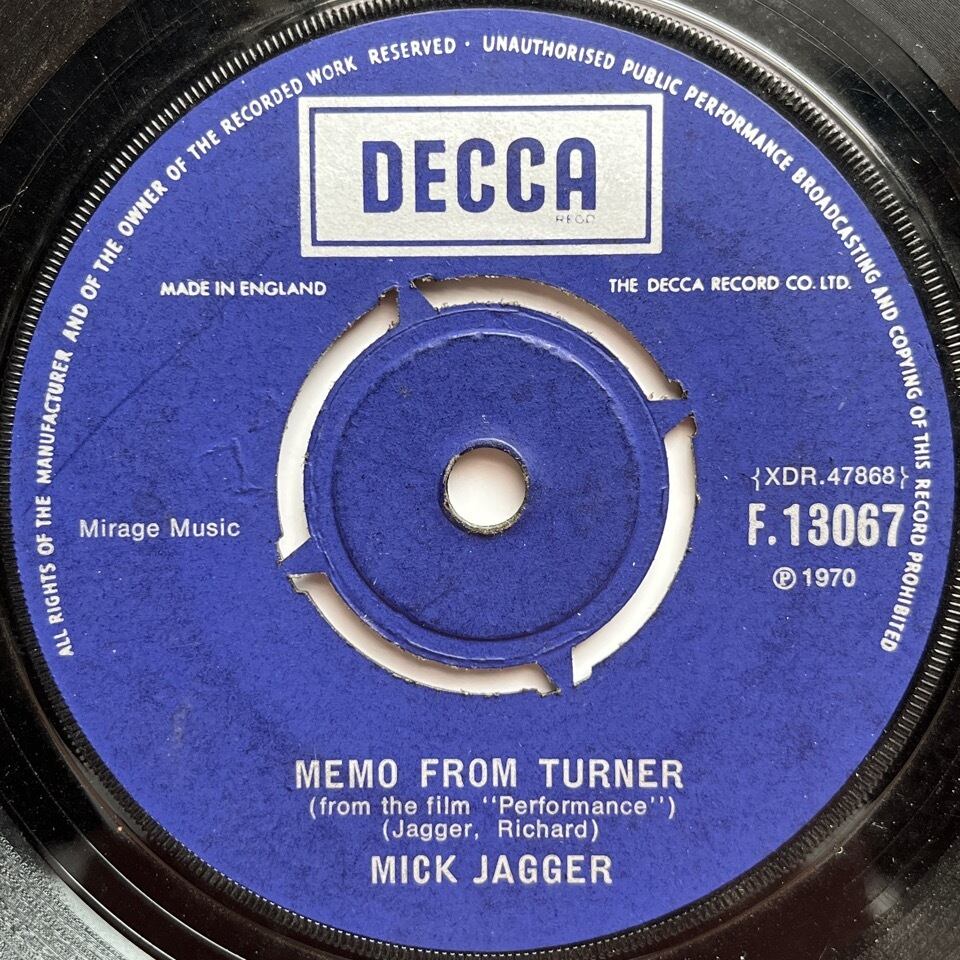 ALL RIGHTS OF THE MANUFACTURER AND OF THE OWNER OF THE RECORDED WORK RESERVED · UNAUTHORISED PUBLIC PERFORMANCE BROADCASTING AND COPYING OF THIS RECORD PROHIBITED
DECCA
REGD
MADE IN ENGLAND
THE DECCA RECORD CO. LTD.
{XDR.47868}
Mirage Music
F.13067
℗ 1970
MEMO FROM TURNER
(from the film "Performance")
(Jagger, Richard)
MICK JAGGER